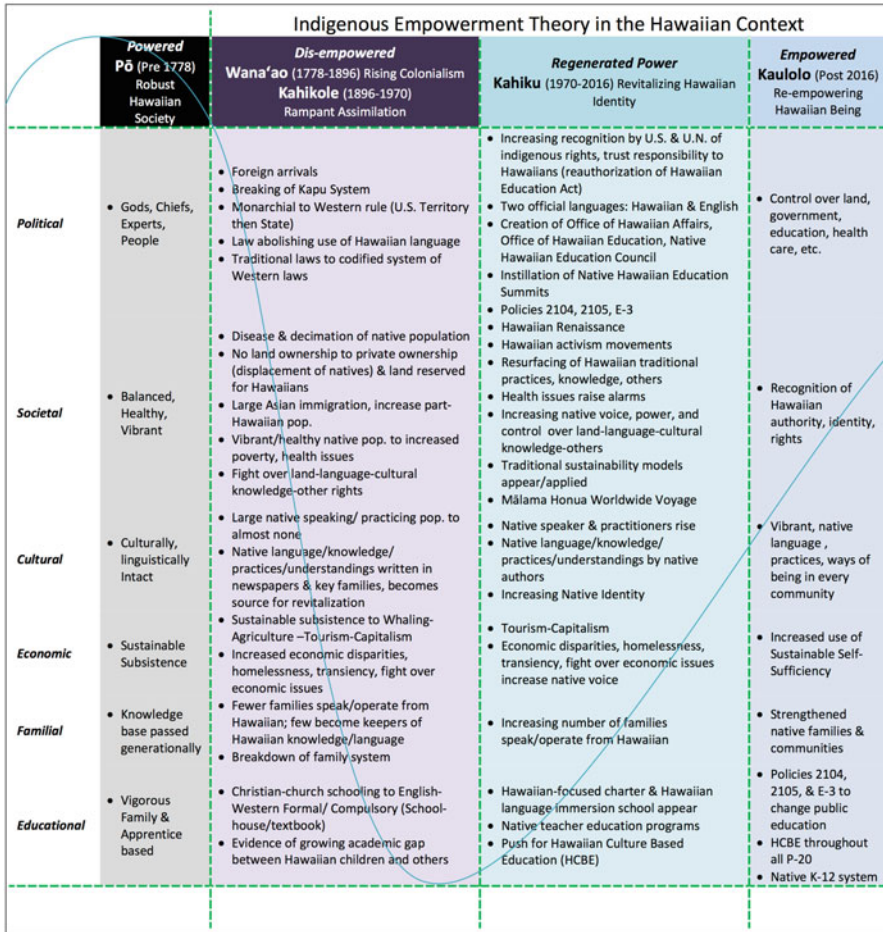 Indigenous Empowerment Theory in the Hawaiian Context
Powered
Pō (Pre 1778)
Robust
Hawaiian
Society
Dis-empowered
Wana‘ao (1778-1896) Rising Colonialism
Kahikole (1896-1970)
Rampant Assimilation
Regenerated Power
Kahiku (1970-2016) Revitalizing Hawaiian
Identity
Empowered
Kaulolo (Post 2016)
Re-empowering
Hawaiian Being
Political
• Gods, Chiefs,
Experts,
People
• Foreign arrivals
• Breaking of Kapu System
• Monarchial to Western rule (U.S. Territory
then State)
• Law abolishing use of Hawaiian language
• Traditional laws to codified system of
Western laws
• Increasing recognition by U.S. & U.N. of
indigenous rights, trust responsibility to
Hawaiians (reauthorization of Hawaiian
Education Act)
• Two official languages: Hawaiian & English
• Creation of Office of Hawaiian Affairs,
Office of Hawaiian Education, Native
Hawaiian Education Council
• Instillation of Native Hawaiian Education
Summits
• Policies 2104, 2105, E-3
• Control over land,
government,
education, health
care, etc.
Societal
• Balanced,
Healthy,
Vibrant
• Disease & decimation of native population
• No land ownership to private ownership
(displacement of natives) & land reserved
for Hawaiians
• Large Asian immigration, increase part-
Hawaiian pop.
• Vibrant/healthy native pop. to increased
poverty, health issues
• Fight over land-language-cultural
knowledge-other rights
• Hawaiian Renaissance
• Hawaiian activism movements
• Resurfacing of Hawaiian traditional
practices, knowledge, others
• Health issues raise alarms
• Increasing native voice, power, and
control over land-language-cultural
knowledge-others
• Traditional sustainability models
appear/applied
• Mālama Honua Worldwide Voyage
• Recognition of
Hawaiian
authority, identity,
rights
Cultural
• Culturally,
linguistically
Intact
• Large native speaking/ practicing pop. to
almost none
• Native language/knowledge/
practices/understandings written in
newspapers & key families, becomes
source for revitalization
• Native speaker & practitioners rise
• Native language/knowledge/
practices/understandings by native
authors
• Increasing Native Identity
• Vibrant, native
language ,
practices, ways of
being in every
community
Economic
• Sustainable
Subsistence
• Sustainable subsistence to Whaling-
Agriculture –Tourism-Capitalism
• Increased economic disparities,
homelessness, transiency, fight over
economic issues
• Tourism-Capitalism
• Economic disparities, homelessness,
transiency, fight over economic issues
increase native voice
• Increased use of
Sustainable Self-
Sufficiency
Familial
• Knowledge
base passed
generationally
• Fewer families speak/operate from
Hawaiian; few become keepers of
Hawaiian knowledge/language
• Breakdown of family system
• Increasing number of families
speak/operate from Hawaiian
• Strengthened
native families &
communities
Educational
• Vigorous
Family &
Apprentice
based
• Christian-church schooling to English-
Western Formal/ Compulsory (School-
house/textbook)
• Evidence of growing academic gap
between Hawaiian children and others
• Hawaiian-focused charter & Hawaiian
language immersion school appear
• Native teacher education programs
• Push for Hawaiian Culture Based
Education (HCBE)
• Policies 2104,
2105, & E-3 to
change public
education
• HCBE throughout
all P-20
• Native K-12 system